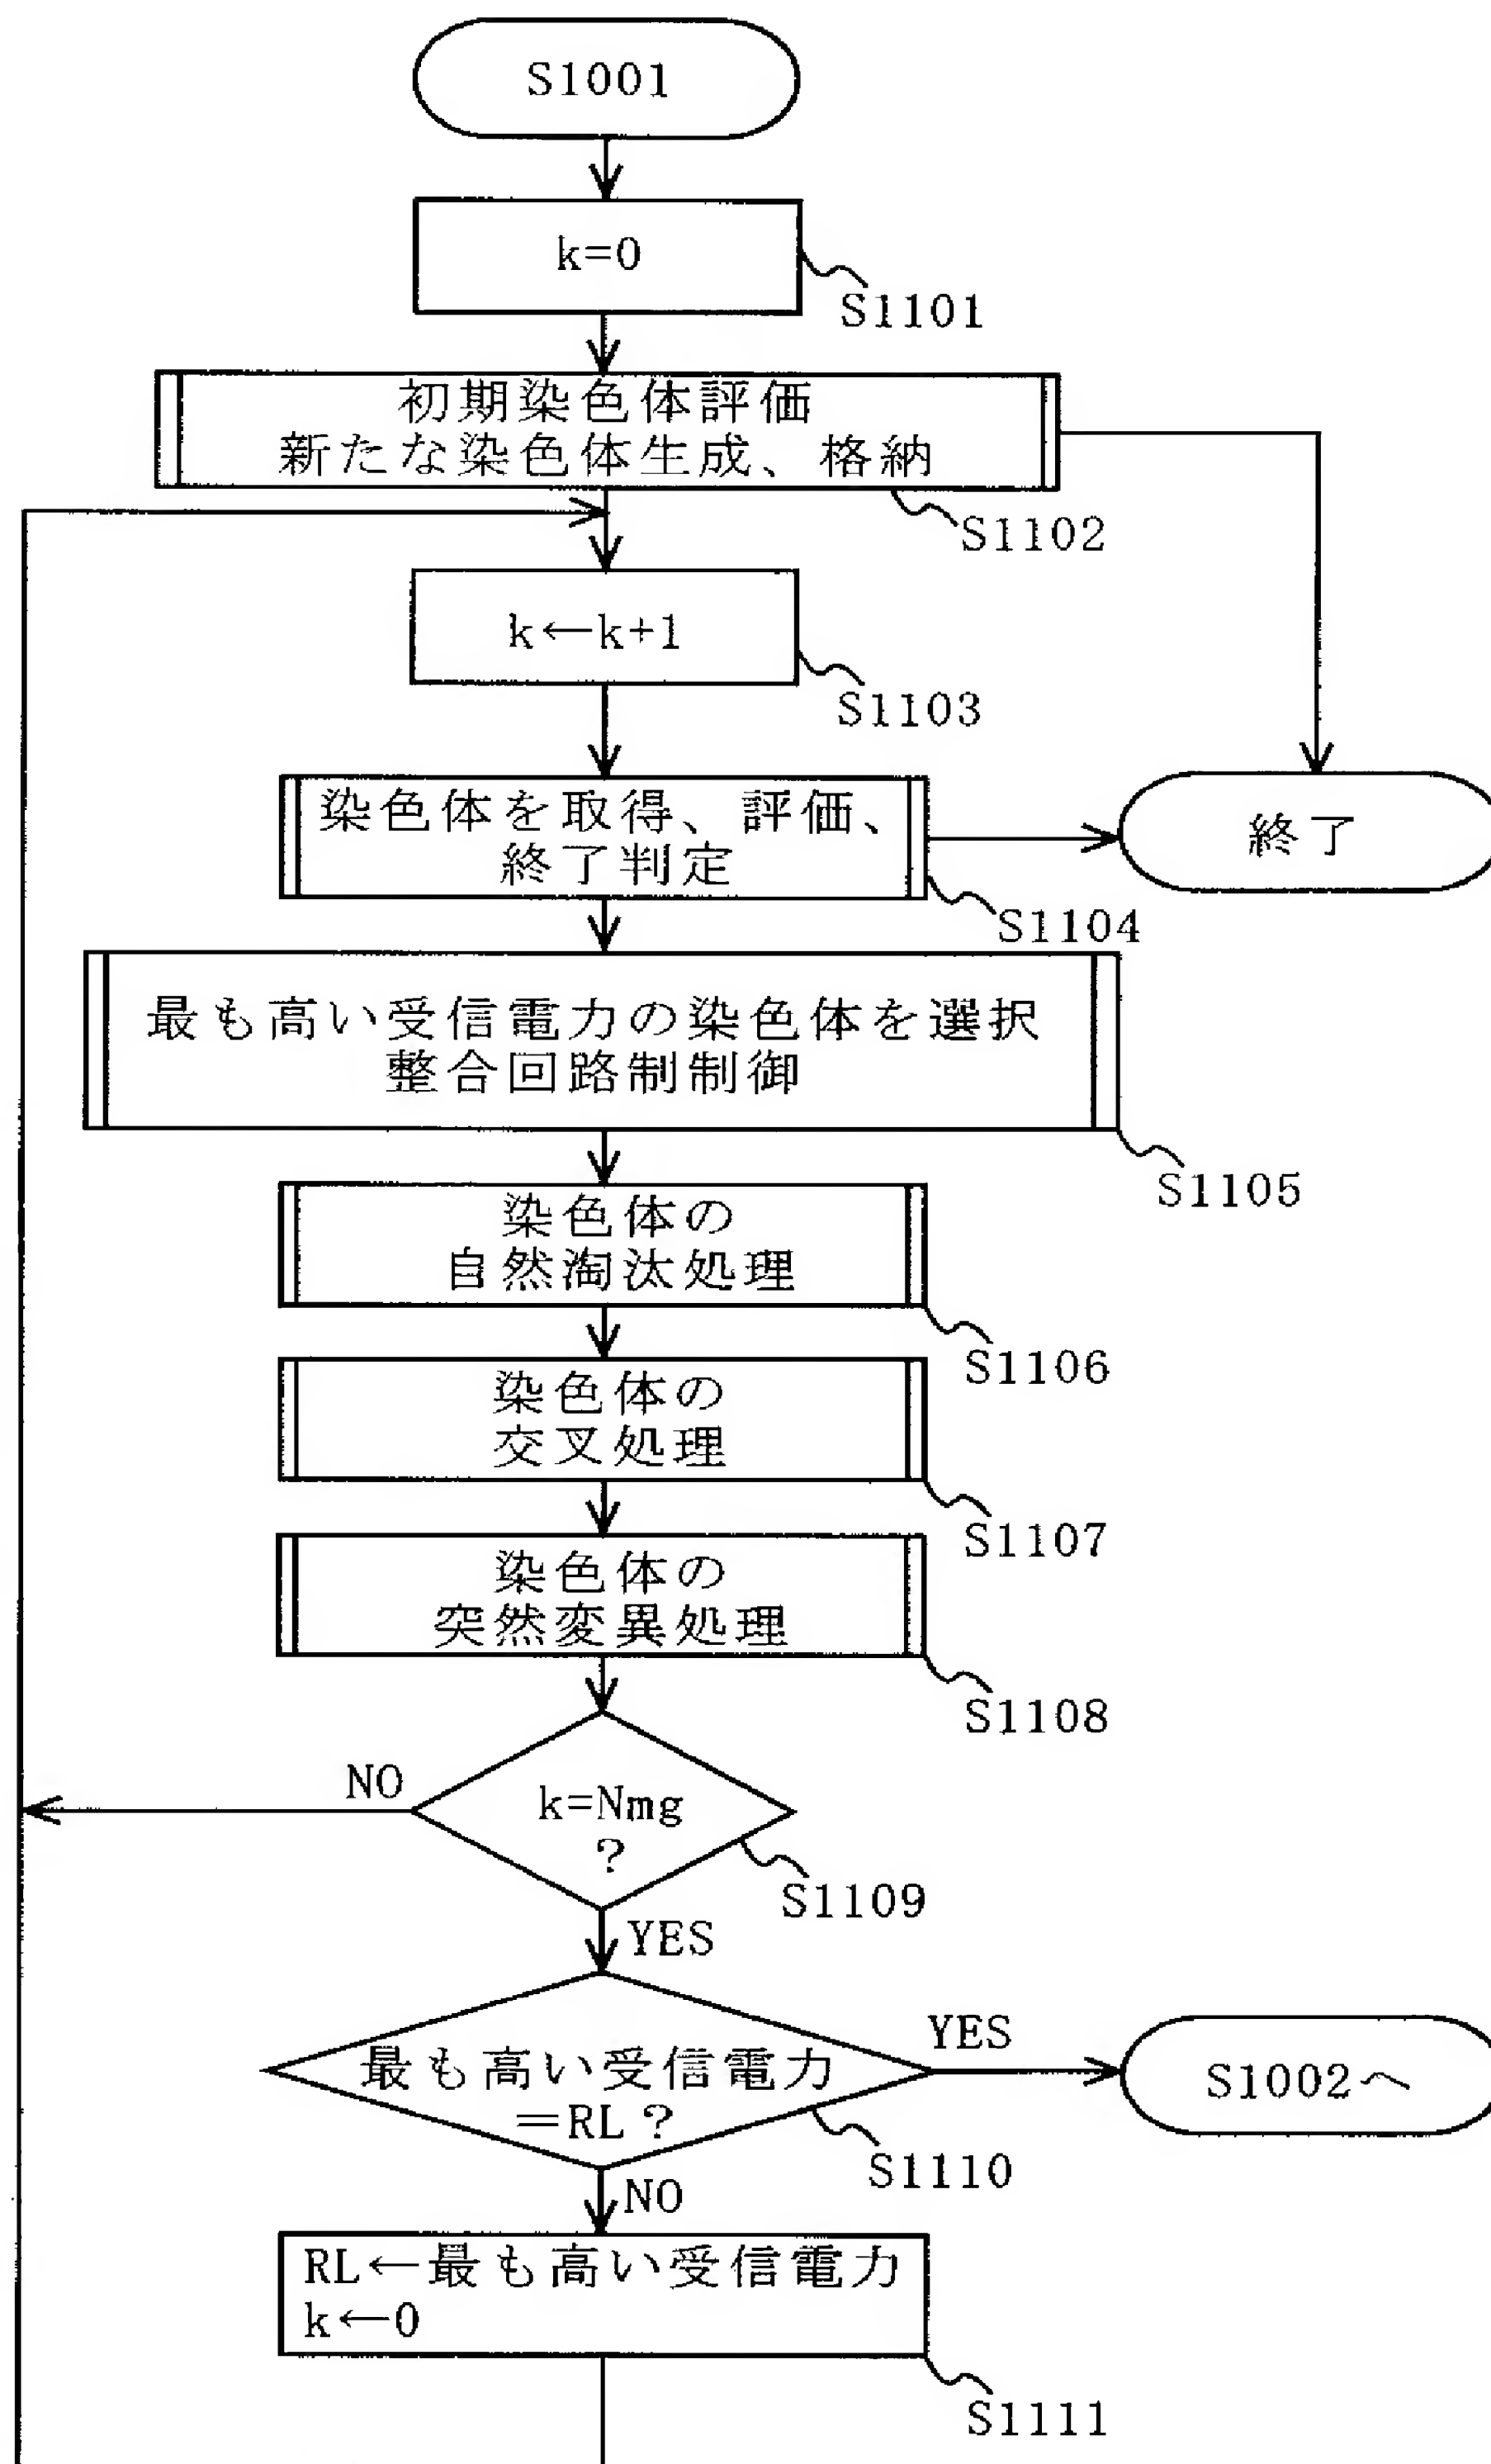 S1001
k=0
S1101
初期染色体評価
新たな染色体生成、格納
S1102
k←k+1
S1103
染色体を取得、評価、
終了判定
S1104
終了
最も高い受信電力の染色体を選択
整合回路制制御
S1105
染色体の
自然淘汰処理
S1106
染色体の
交叉処理
S1107
染色体の
突然変異処理
S1108
NO
k=Nmg
?
S1109
YES
最も高い受信電力
=RL?
YES
S1002へ
S1110
NO
RL←最も高い受信電力
k←0
S1111